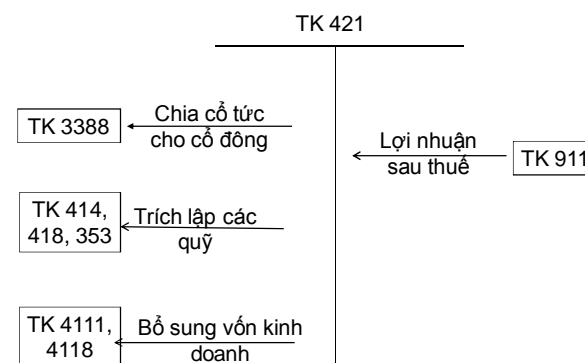 TK 421
TK 3388
Chia cổ tức
cho cổ đông
Lợi nhuận
sau thuế
TK 911
TK 414,
418, 353
Trích lập các
quỹ
TK 4111,
4118
Bổ sung vốn kinh
doanh